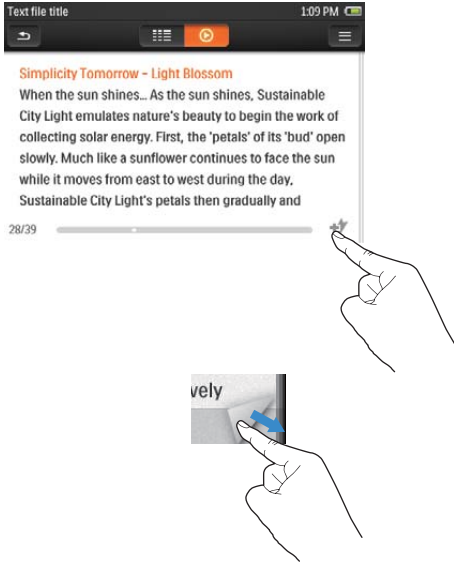 Text file title 1:09 PM
Simplicity Tomorrow – Light Blossom
When the sun shines... As the sun shines, Sustainable
City Light emulates nature's beauty to begin the work of
collecting solar energy. First, the 'petals' of its 'bud' open
slowly. Much like a sunflower continues to face the sun
while it moves from east to west during the day,
Sustainable City Light's petals then gradually and
28/39
vely